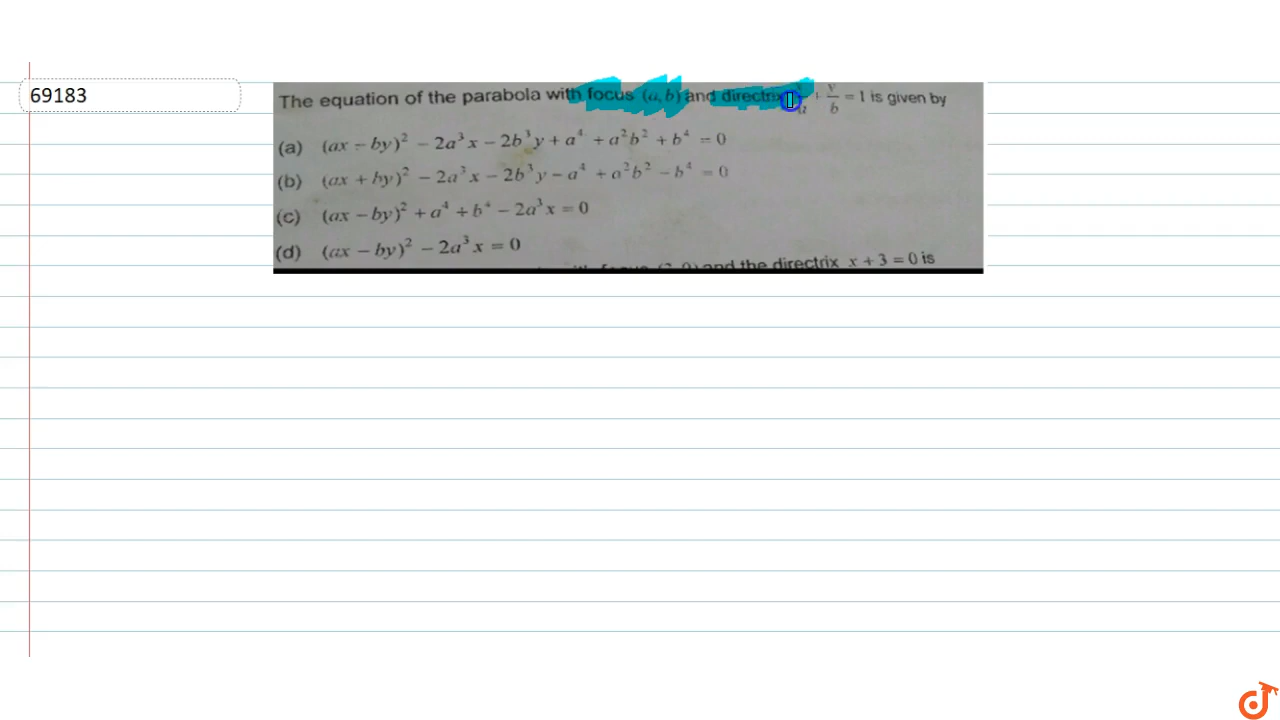 69183
The equation of the parabola with focus (a, b) and directrix x/a + y/b = 1 is given by
(a) (ax − by)² − 2a³x − 2b³y + a⁴ + a²b² + b⁴ = 0
(b) (ax + by)² − 2a³x − 2b³y − a⁴ + a²b² − b⁴ = 0
(c) (ax − by)² + a⁴ + b⁴ − 2a³x = 0
(d) (ax − by)² − 2a³x = 0
and the directrix x + 3 = 0 is